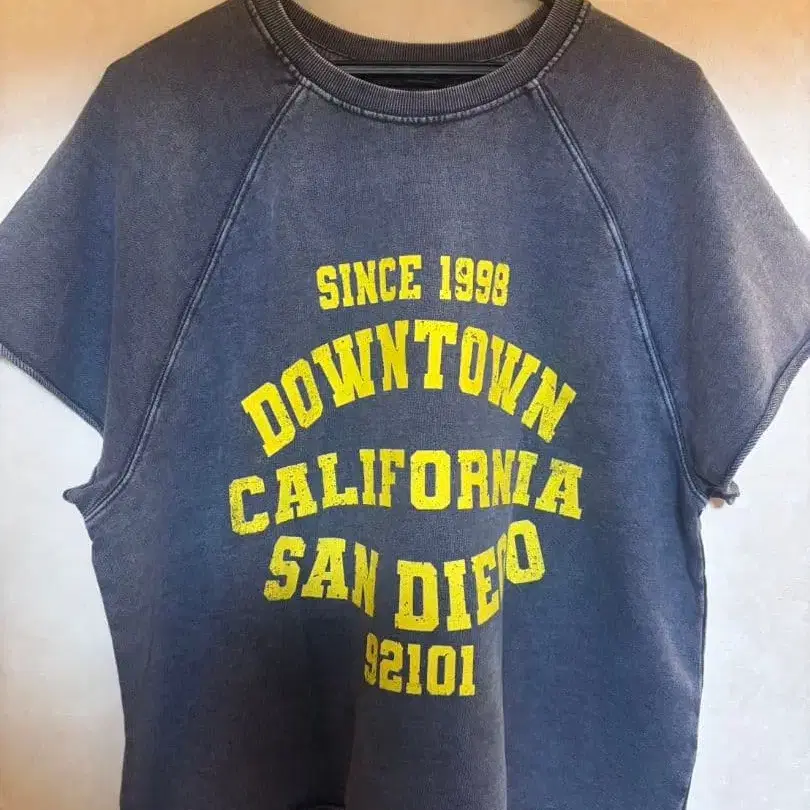 SINCE 1998
DOWNTOWN
CALIFORNIA
SAN DIEGO
92101